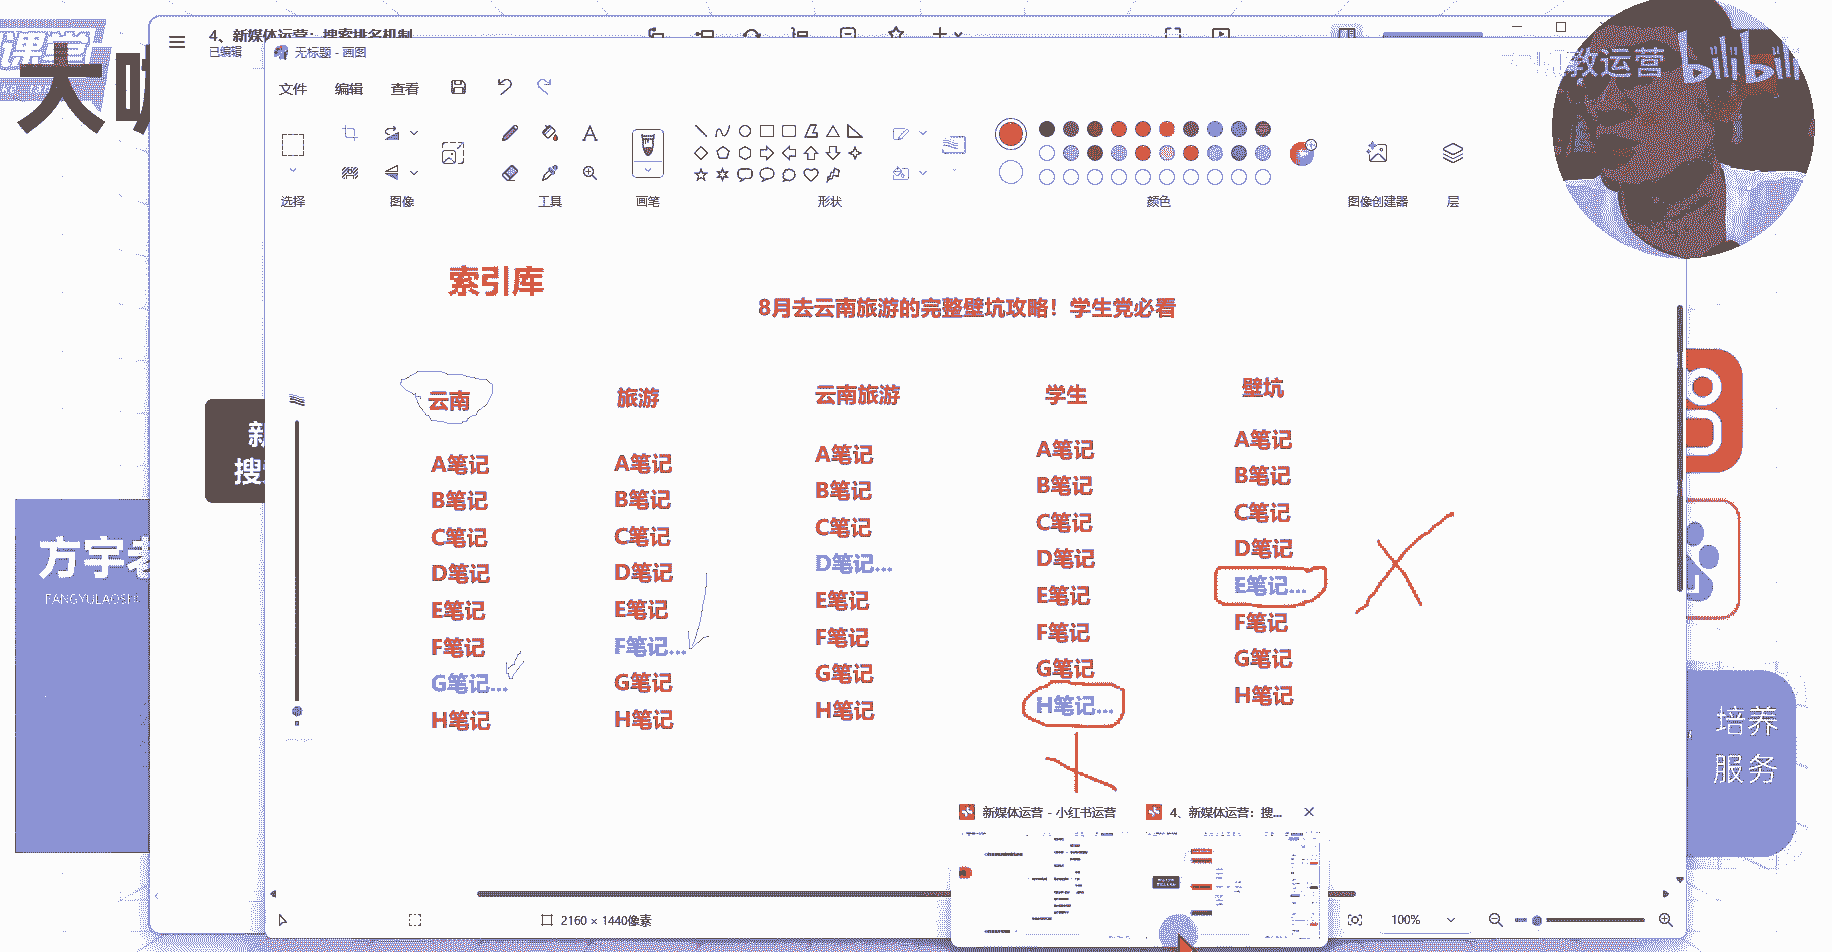 4、新媒体运营：搜索排名机制
已编辑
无标题 - 画图
文件 编辑 查看
选择 图像 工具 画笔 形状 颜色 图像创建器 层
教运营 bilibili
课堂
大
索引库
8月去云南旅游的完整壁坑攻略！学生党必看
云南 旅游 云南旅游 学生 壁坑
A笔记 A笔记 A笔记 A笔记 A笔记
B笔记 B笔记 B笔记 B笔记 B笔记
C笔记 C笔记 C笔记 C笔记 C笔记
D笔记 D笔记 D笔记... D笔记 D笔记
E笔记 E笔记 E笔记 E笔记 E笔记...
F笔记 F笔记... F笔记 F笔记 F笔记
G笔记... G笔记 G笔记 G笔记 G笔记
H笔记 H笔记 H笔记 H笔记... H笔记
新
搜
方宇老
FANGYULAOSHI
培养
服务
新媒体运营 - 小红书运营
4、新媒体运营：搜...
2160 × 1440像素
100%